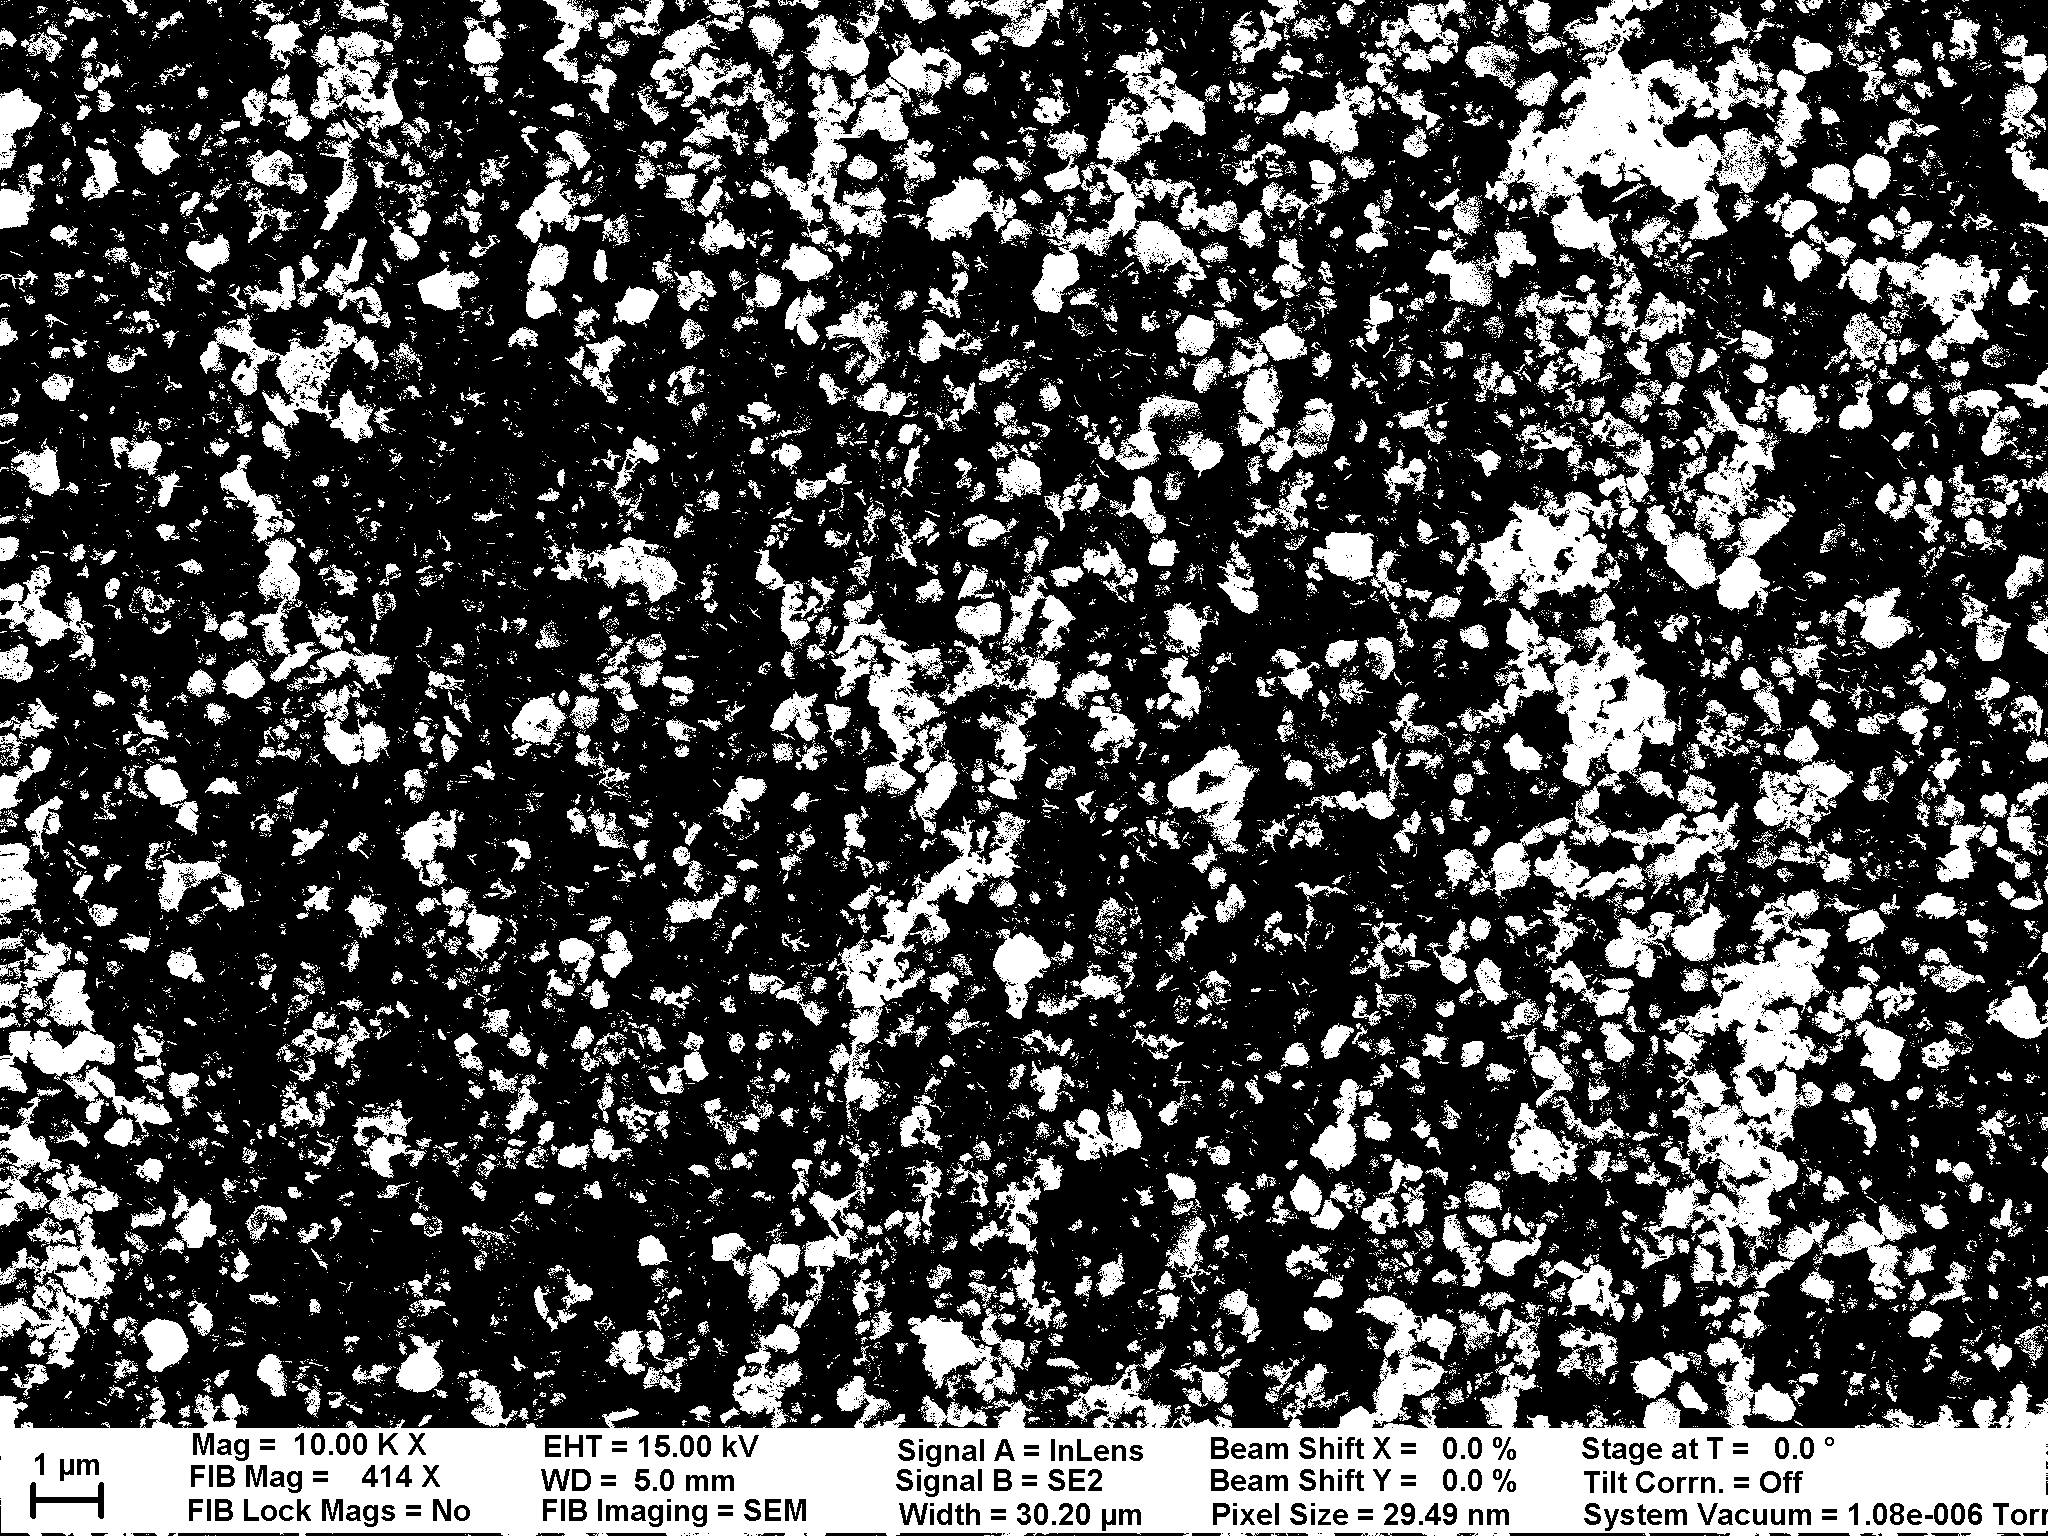 1 µm
Mag = 10.00 K X
FIB Mag = 414 X
FIB Lock Mags = No
EHT = 15.00 kV
WD = 5.0 mm
FIB Imaging = SEM
Signal A = InLens
Signal B = SE2
Width = 30.20 µm
Beam Shift X = 0.0 %
Beam Shift Y = 0.0 %
Pixel Size = 29.49 nm
Stage at T = 0.0 °
Tilt Corrn. = Off
System Vacuum = 1.08e-006 Torr